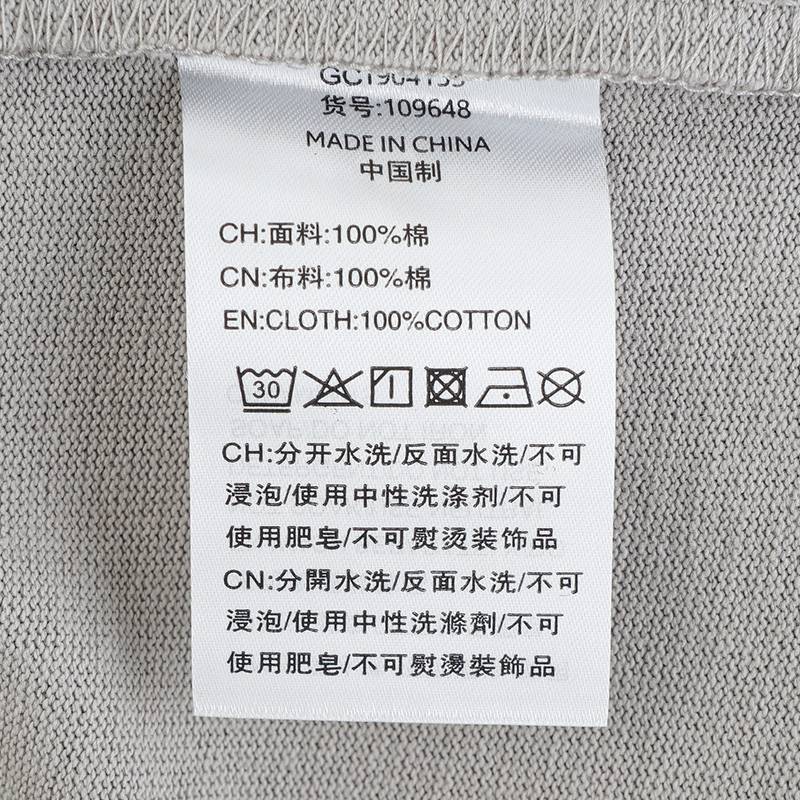 货号:109648
MADE IN CHINA
中国制
CH:面料:100%棉
CN:布料:100%棉
EN:CLOTH:100%COTTON
30
CH:分开水洗/反面水洗/不可
浸泡/使用中性洗涤剂/不可
使用肥皂/不可熨烫装饰品
CN:分開水洗/反面水洗/不可
浸泡/使用中性洗滌劑/不可
使用肥皂/不可熨燙裝飾品